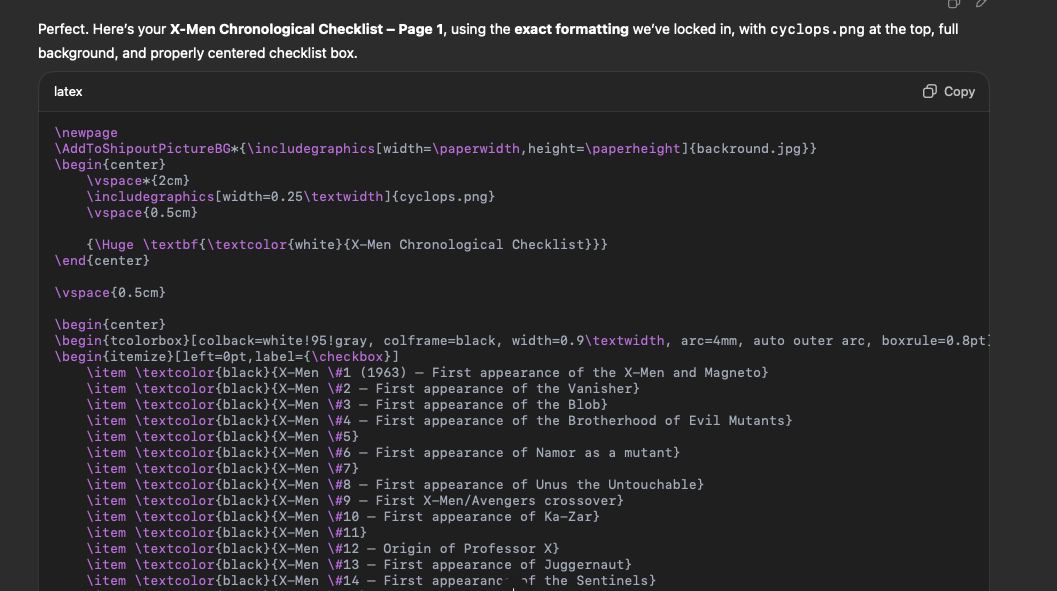 Perfect. Here’s your X-Men Chronological Checklist – Page 1, using the exact formatting we’ve locked in, with cyclops.png at the top, full
background, and properly centered checklist box.
latex
Copy
\newpage
\AddToShipoutPictureBG*{\includegraphics[width=\paperwidth,height=\paperheight]{backround.jpg}}
\begin{center}
    \vspace*{2cm}
    \includegraphics[width=0.25\textwidth]{cyclops.png}
    \vspace{0.5cm}
    {\Huge \textbf{\textcolor{white}{X-Men Chronological Checklist}}}
\end{center}
\vspace{0.5cm}
\begin{center}
\begin{tcolorbox}[colback=white!95!gray, colframe=black, width=0.9\textwidth, arc=4mm, auto outer arc, boxrule=0.8pt]
\begin{itemize}[left=0pt,label={\checkbox}]
    \item \textcolor{black}{X-Men \#1 (1963) – First appearance of the X-Men and Magneto}
    \item \textcolor{black}{X-Men \#2 – First appearance of the Vanisher}
    \item \textcolor{black}{X-Men \#3 – First appearance of the Blob}
    \item \textcolor{black}{X-Men \#4 – First appearance of the Brotherhood of Evil Mutants}
    \item \textcolor{black}{X-Men \#5}
    \item \textcolor{black}{X-Men \#6 – First appearance of Namor as a mutant}
    \item \textcolor{black}{X-Men \#7}
    \item \textcolor{black}{X-Men \#8 – First appearance of Unus the Untouchable}
    \item \textcolor{black}{X-Men \#9 – First X-Men/Avengers crossover}
    \item \textcolor{black}{X-Men \#10 – First appearance of Ka-Zar}
    \item \textcolor{black}{X-Men \#11}
    \item \textcolor{black}{X-Men \#12 – Origin of Professor X}
    \item \textcolor{black}{X-Men \#13 – First appearance of Juggernaut}
    \item \textcolor{black}{X-Men \#14 – First appearance of the Sentinels}